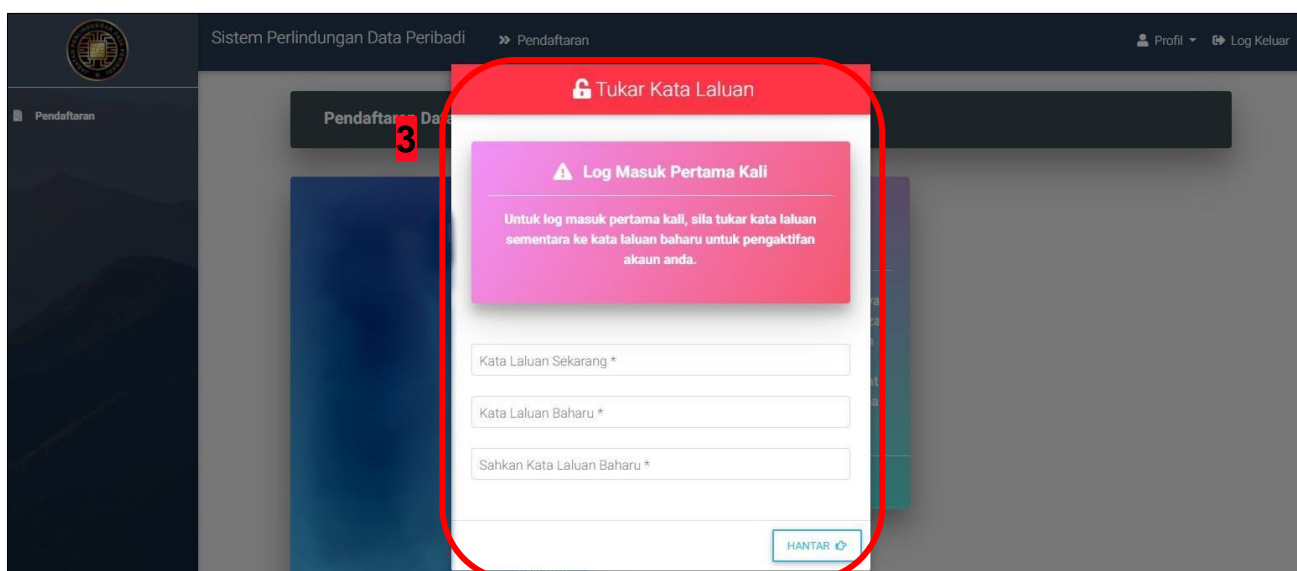 Sistem Perlindungan Data Peribadi
Pendaftaran
Profil
Log Keluar
Tukar Kata Laluan
Pendaftaran
3
Log Masuk Pertama Kali
Untuk log masuk pertama kali, sila tukar kata laluan
sementara ke kata laluan baharu untuk pengaktifan
akaun anda.
Kata Laluan Sekarang *
Kata Laluan Baharu *
Sahkan Kata Laluan Baharu *
HANTAR